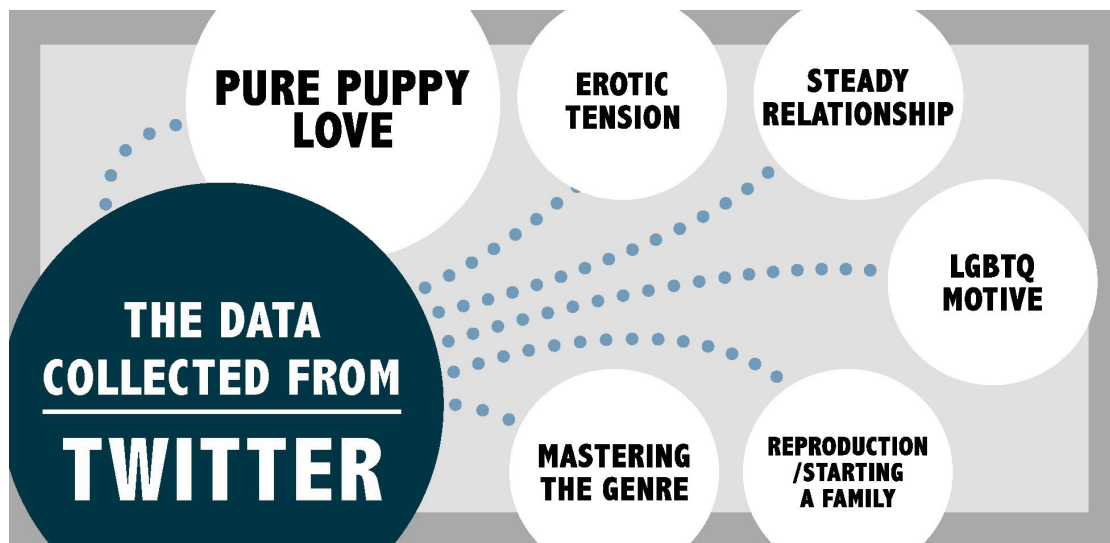 PURE PUPPY
LOVE
EROTIC
TENSION
STEADY
RELATIONSHIP
LGBTQ
MOTIVE
THE DATA
COLLECTED FROM
TWITTER
MASTERING
THE GENRE
REPRODUCTION
/STARTING
A FAMILY